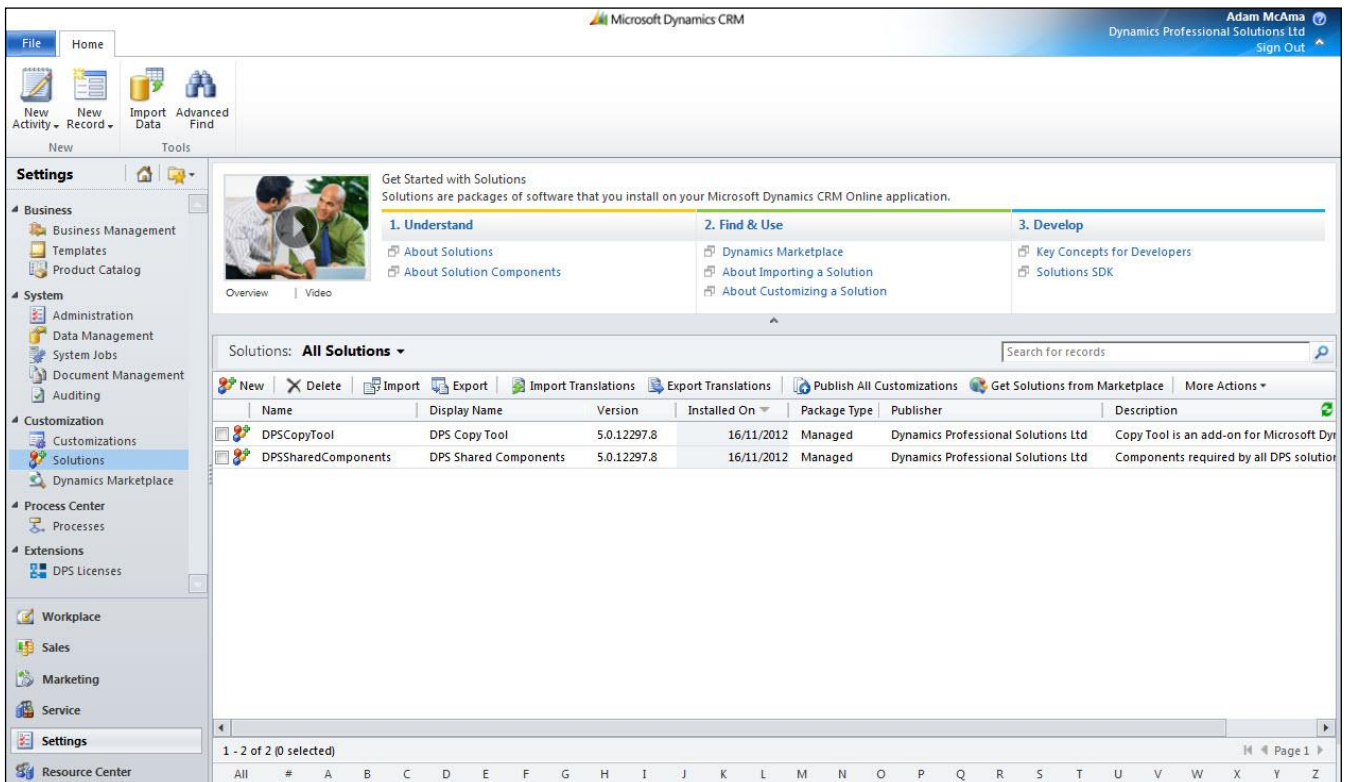 Microsoft Dynamics CRM
Adam McAma
Dynamics Professional Solutions Ltd
Sign Out
File Home
New Activity
New Record
Import Data
Advanced Find
New Tools
Settings
Business
Business Management
Templates
Product Catalog
System
Administration
Data Management
System Jobs
Document Management
Auditing
Customization
Customizations
Solutions
Dynamics Marketplace
Process Center
Processes
Extensions
DPS Licenses
Workplace
Sales
Marketing
Service
Settings
Resource Center
Get Started with Solutions
Solutions are packages of software that you install on your Microsoft Dynamics CRM Online application.
Overview | Video
1. Understand
About Solutions
About Solution Components
2. Find & Use
Dynamics Marketplace
About Importing a Solution
About Customizing a Solution
3. Develop
Key Concepts for Developers
Solutions SDK
Solutions: All Solutions
Search for records
New Delete Import Export Import Translations Export Translations Publish All Customizations Get Solutions from Marketplace More Actions
Name Display Name Version Installed On Package Type Publisher Description
DPSCopyTool DPS Copy Tool 5.0.12297.8 16/11/2012 Managed Dynamics Professional Solutions Ltd Copy Tool is an add-on for Microsoft Dyn
DPSSharedComponents DPS Shared Components 5.0.12297.8 16/11/2012 Managed Dynamics Professional Solutions Ltd Components required by all DPS solution
1 - 2 of 2 (0 selected) Page 1
All # A B C D E F G H I J K L M N O P Q R S T U V W X Y Z